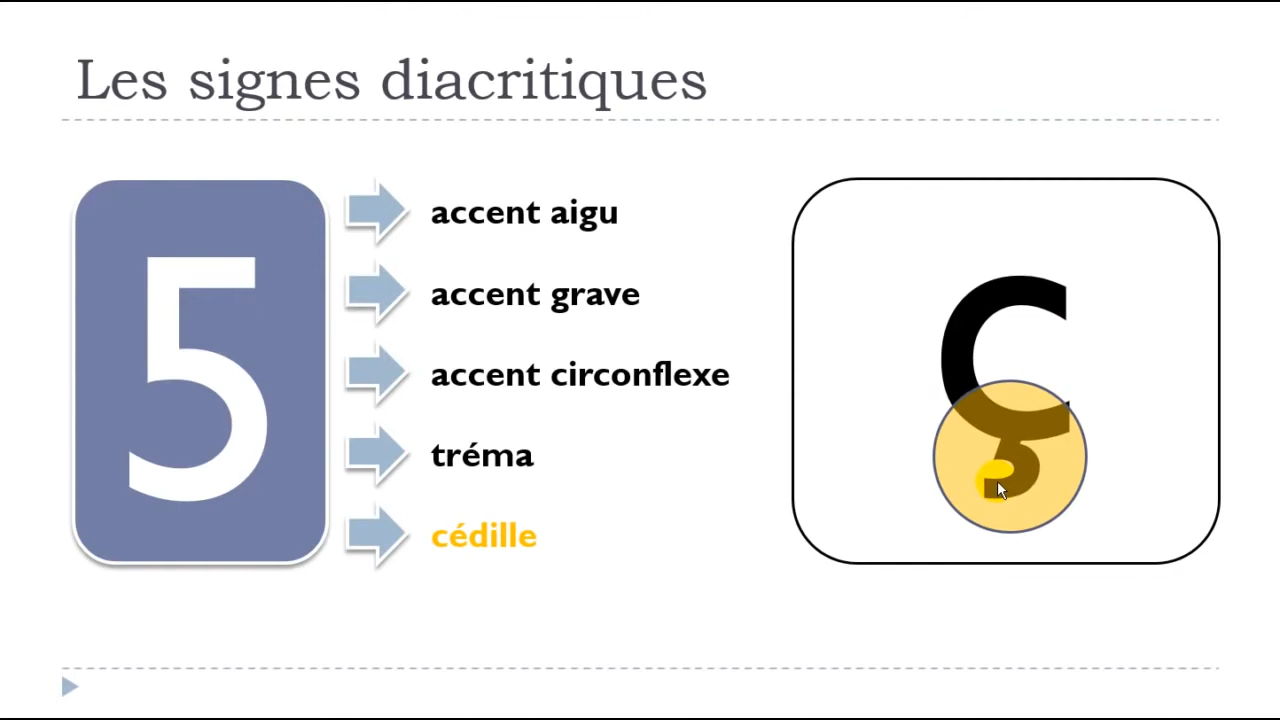 Les signes diacritiques
5
accent aigu
accent grave
accent circonflexe
tréma
cédille
Ç